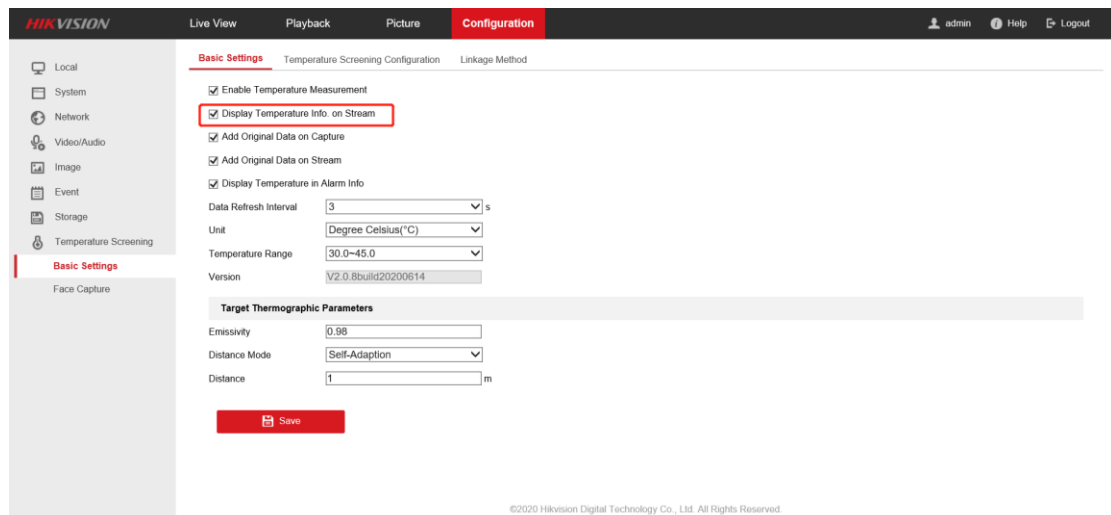 HIKVISION Live View Playback Picture Configuration admin Help Logout
Local
System
Network
Video/Audio
Image
Event
Storage
Temperature Screening
Basic Settings
Face Capture
Basic Settings Temperature Screening Configuration Linkage Method
Enable Temperature Measurement
Display Temperature Info. on Stream
Add Original Data on Capture
Add Original Data on Stream
Display Temperature in Alarm Info
Data Refresh Interval 3 s
Unit Degree Celsius(°C)
Temperature Range 30.0~45.0
Version V2.0.8build20200614
Target Thermographic Parameters
Emissivity 0.98
Distance Mode Self-Adaption
Distance 1 m
Save
©2020 Hikvision Digital Technology Co., Ltd. All Rights Reserved.